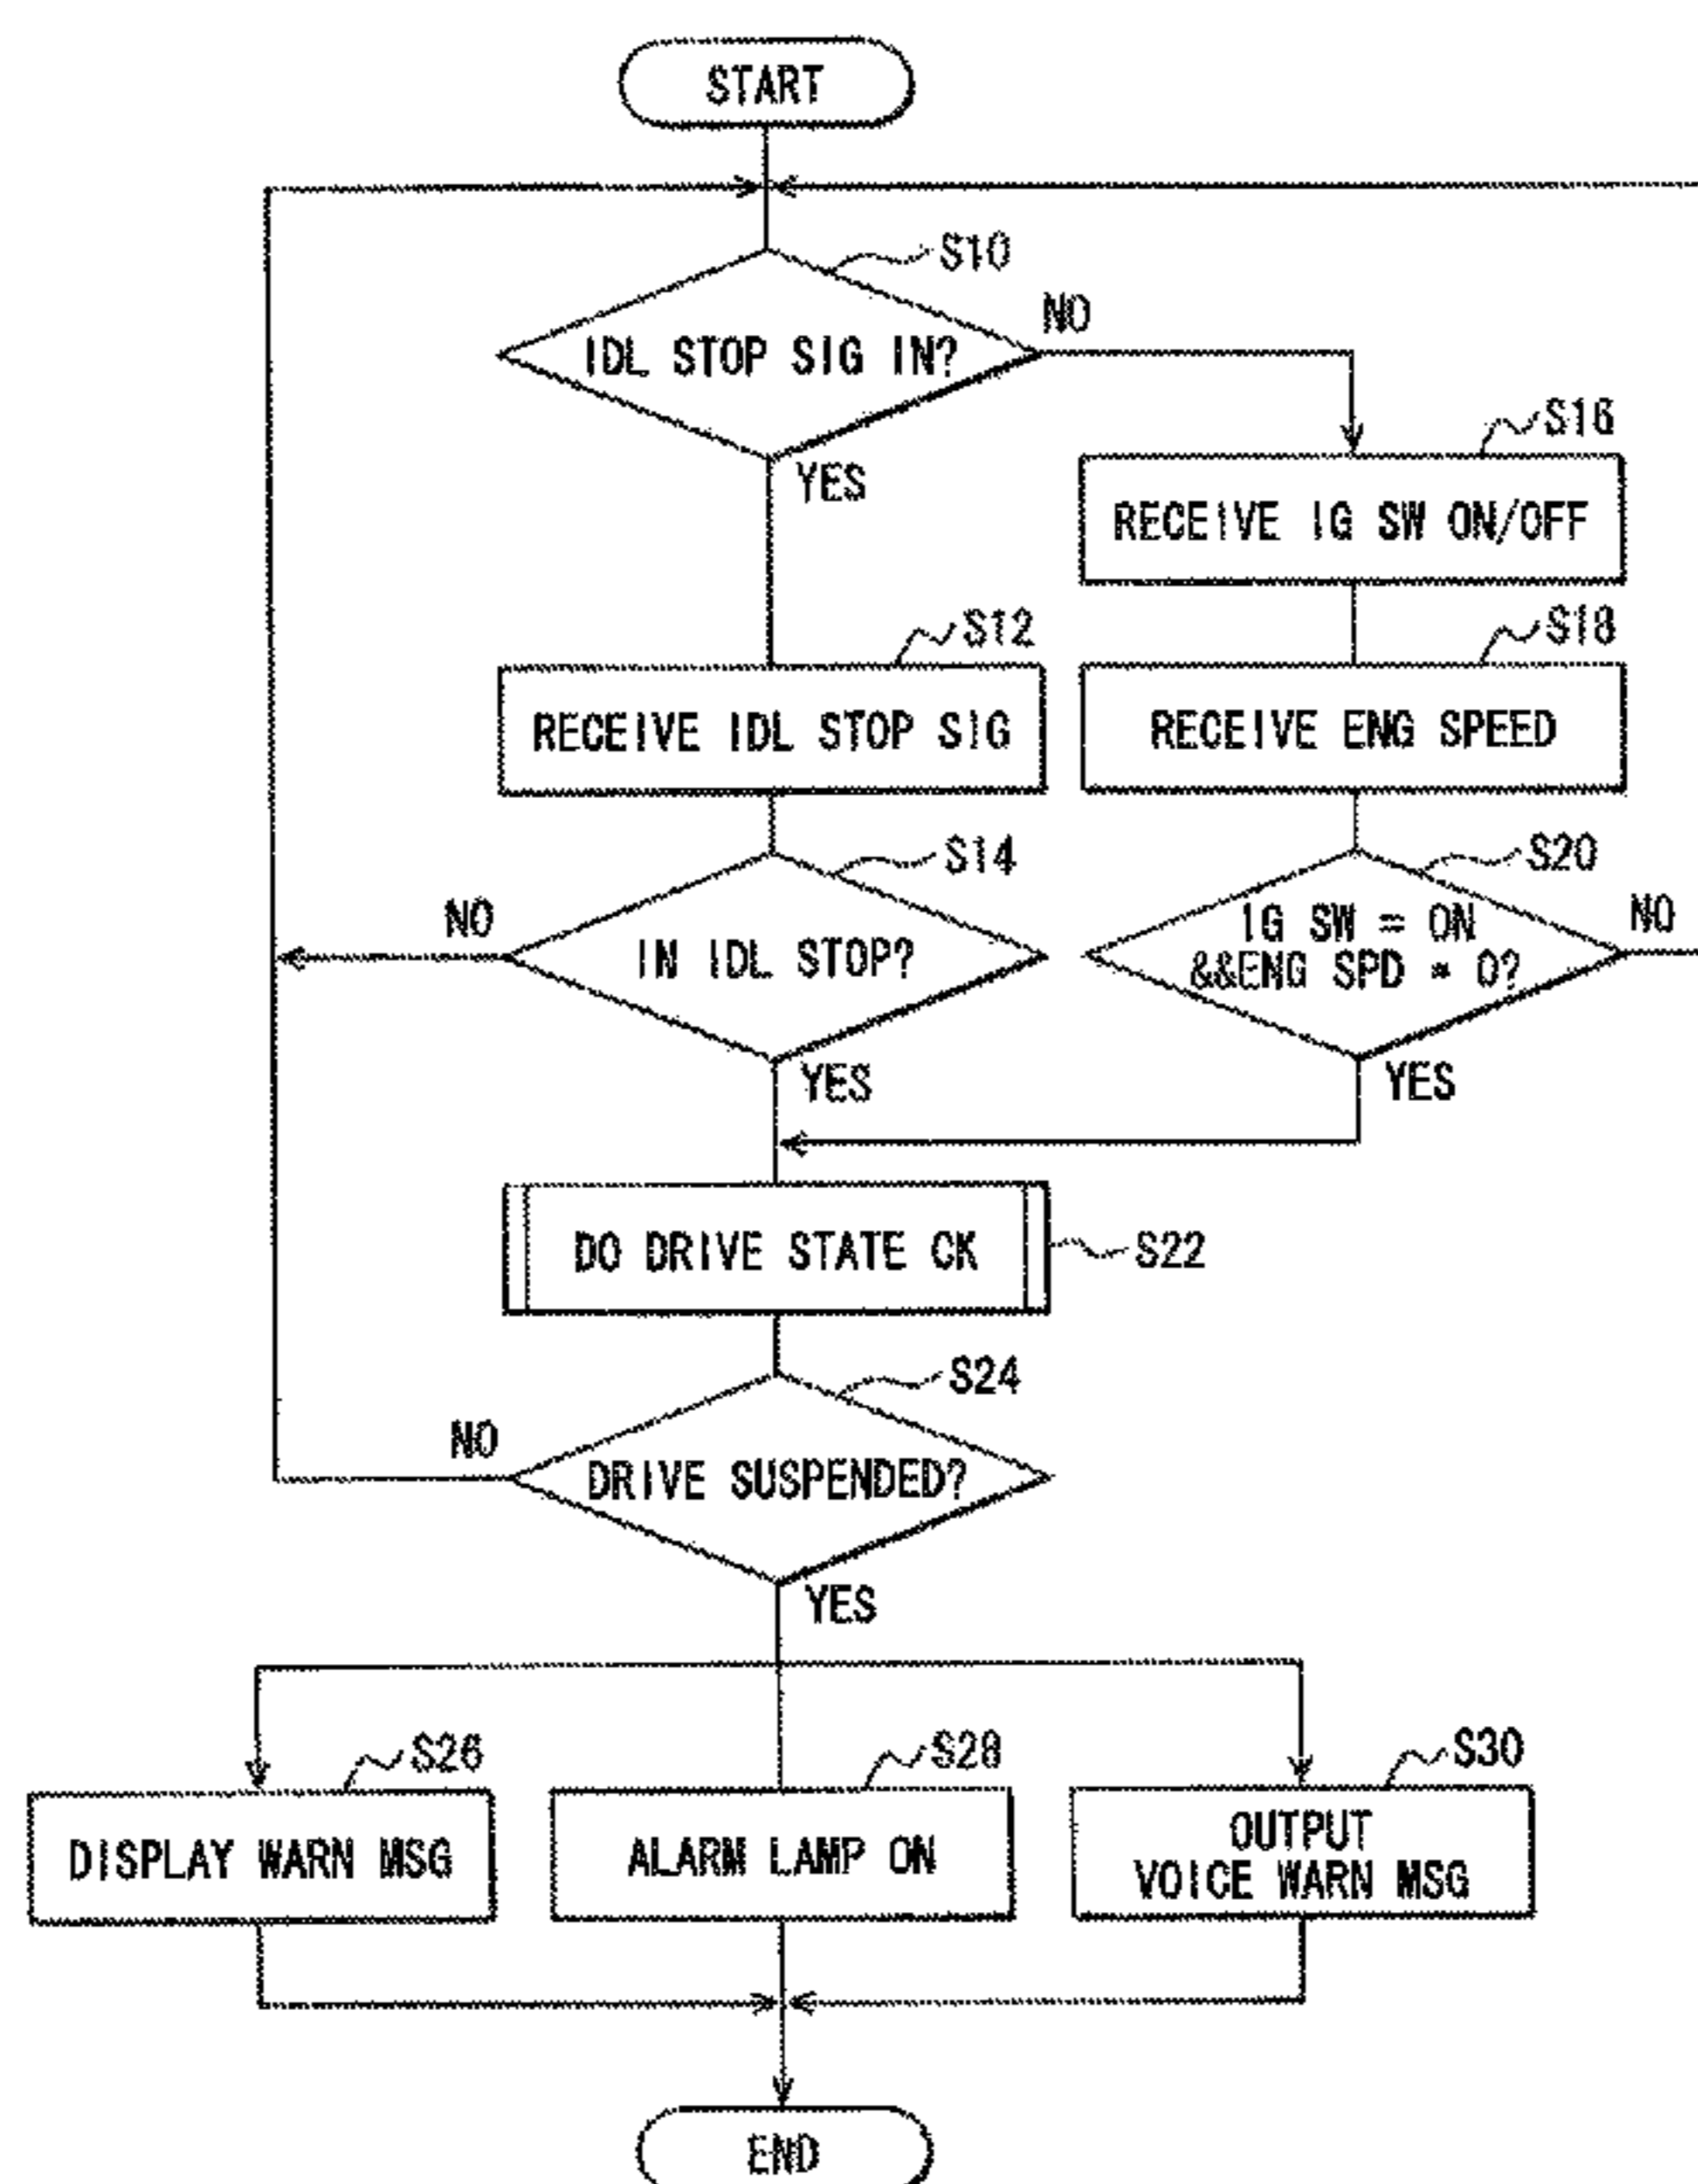 START
S10
IDL STOP SIG IN?
NO
YES
S16
RECEIVE IG SW ON/OFF
S12
RECEIVE IDL STOP SIG
S18
RECEIVE ENG SPEED
S14
IN IDL STOP?
NO
YES
S20
IG SW = ON
&&ENG SPD = 0?
NO
YES
DO DRIVE STATE CK
S22
S24
DRIVE SUSPENDED?
NO
YES
S26
DISPLAY WARN MSG
S28
ALARM LAMP ON
S30
OUTPUT
VOICE WARN MSG
END